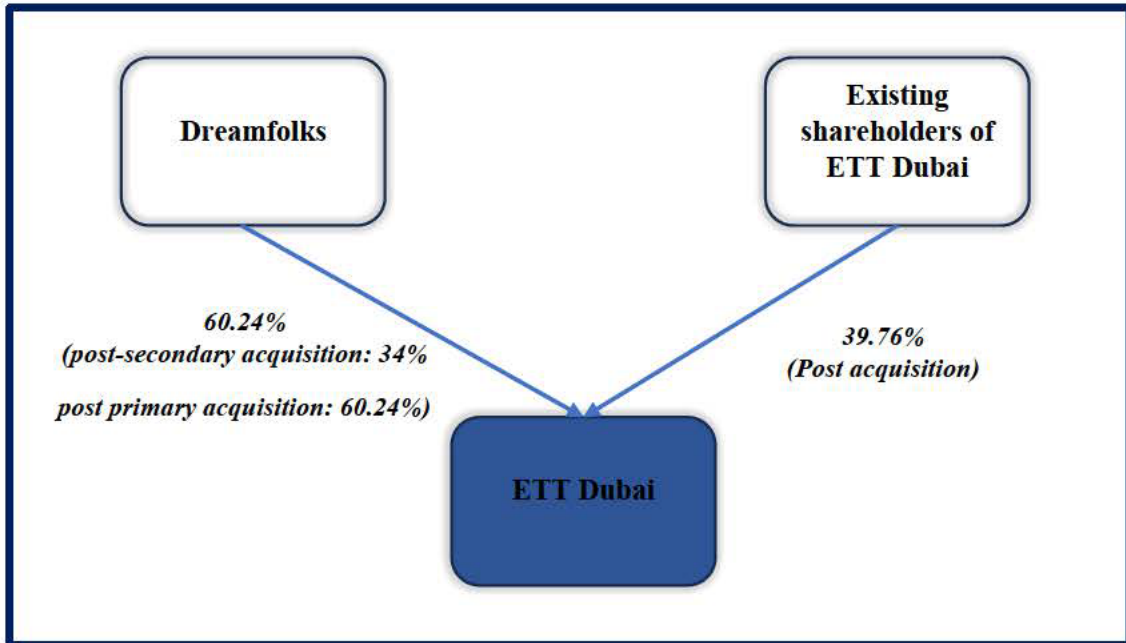 Dreamfolks
Existing
shareholders of
ETT Dubai
60.24%
(post-secondary acquisition: 34%
post primary acquisition: 60.24%)
39.76%
(Post acquisition)
ETT Dubai